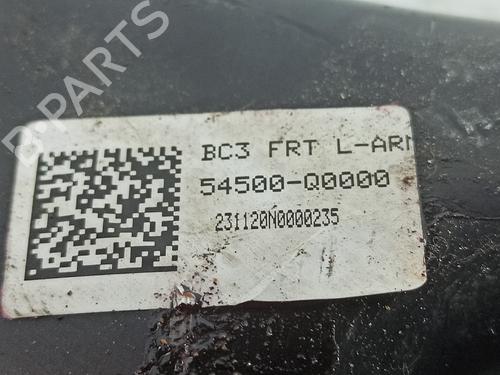 B-PARTS
BC3 FRT L-ARM
54500-Q0000
231120N0000235